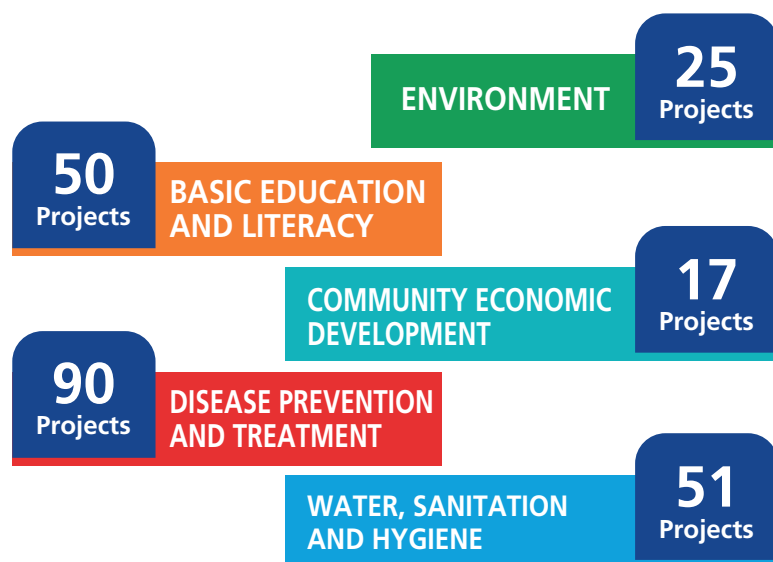 ENVIRONMENT
25
Projects
50
Projects
BASIC EDUCATION
AND LITERACY
COMMUNITY ECONOMIC
DEVELOPMENT
17
Projects
90
Projects
DISEASE PREVENTION
AND TREATMENT
WATER, SANITATION
AND HYGIENE
51
Projects